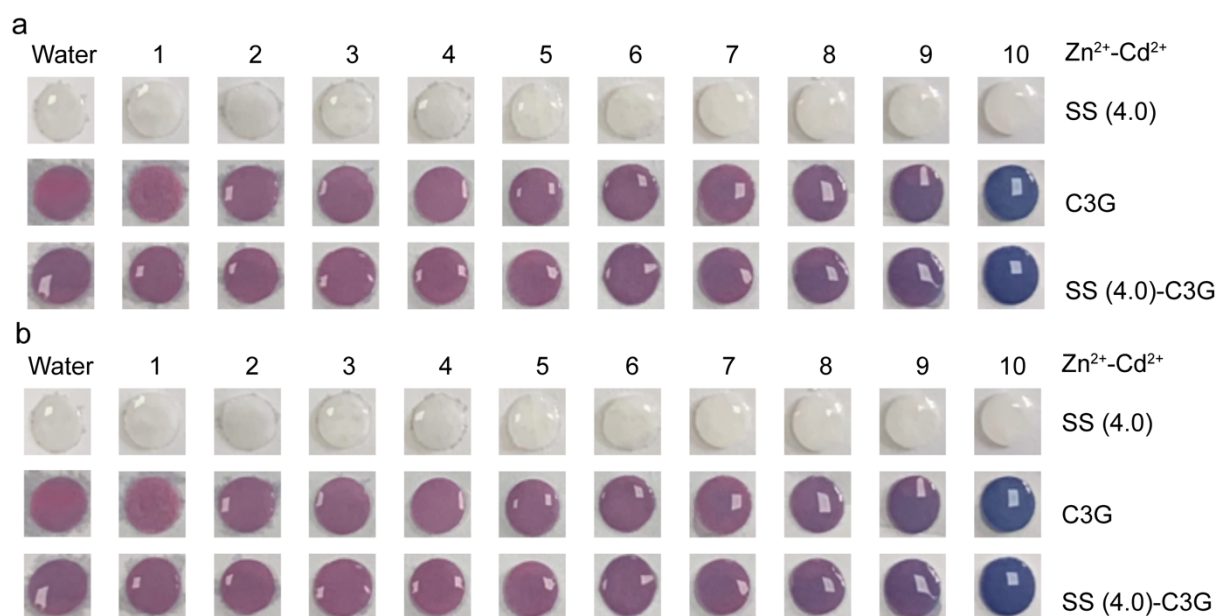 a
Water 1 2 3 4 5 6 7 8 9 10 Zn²⁺-Cd²⁺
SS (4.0)
C3G
SS (4.0)-C3G
b
Water 1 2 3 4 5 6 7 8 9 10 Zn²⁺-Cd²⁺
SS (4.0)
C3G
SS (4.0)-C3G